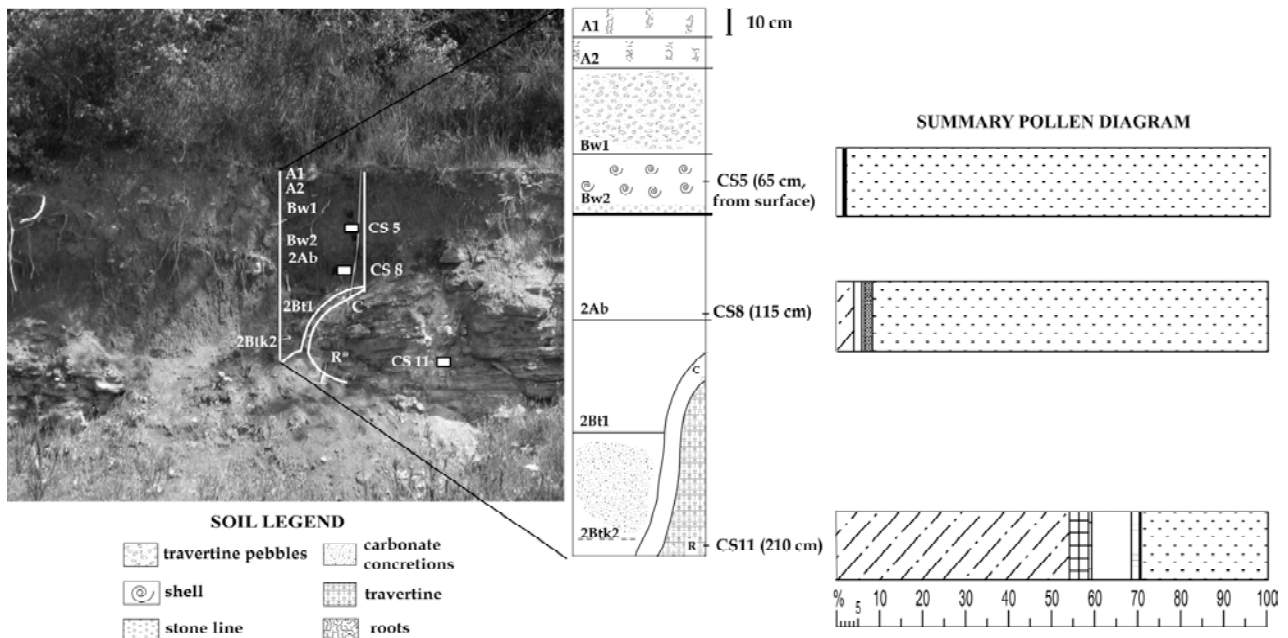 A1
A2
Bw1
Bw2
2Ab
2Bt1
2Btk2
CS 5
CS 8
C
R
CS 11
A1
A2
Bw1
Bw2
2Ab
2Bt1
2Btk2
C
R
10 cm
CS5 (65 cm,
from surface)
CS8 (115 cm)
CS11 (210 cm)
SUMMARY POLLEN DIAGRAM
% 5 10 20 30 40 50 60 70 80 90 100
SOIL LEGEND
travertine pebbles
carbonate
concretions
shell
travertine
stone line
roots